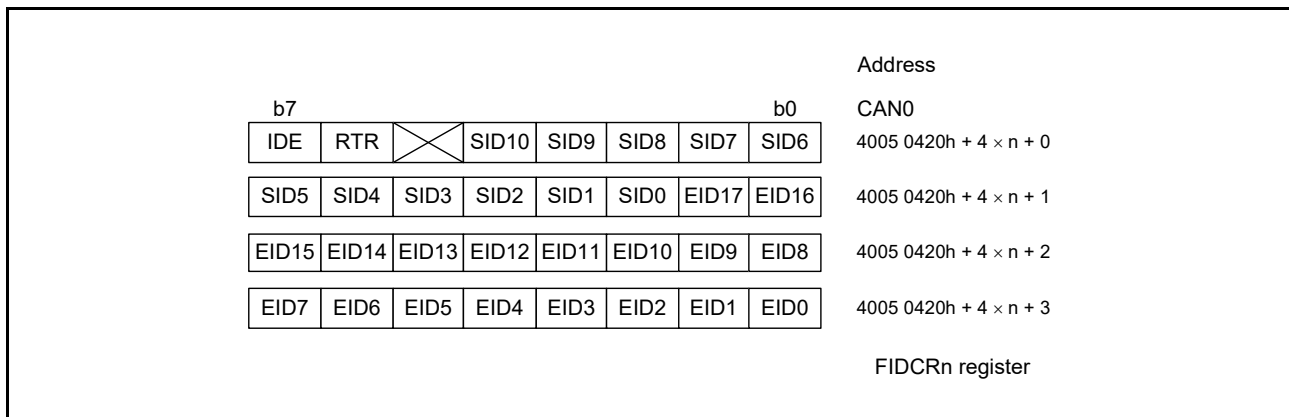 Address
b7 b0 CAN0
IDE RTR SID10 SID9 SID8 SID7 SID6 4005 0420h + 4 × n + 0
SID5 SID4 SID3 SID2 SID1 SID0 EID17 EID16 4005 0420h + 4 × n + 1
EID15 EID14 EID13 EID12 EID11 EID10 EID9 EID8 4005 0420h + 4 × n + 2
EID7 EID6 EID5 EID4 EID3 EID2 EID1 EID0 4005 0420h + 4 × n + 3
FIDCRn register